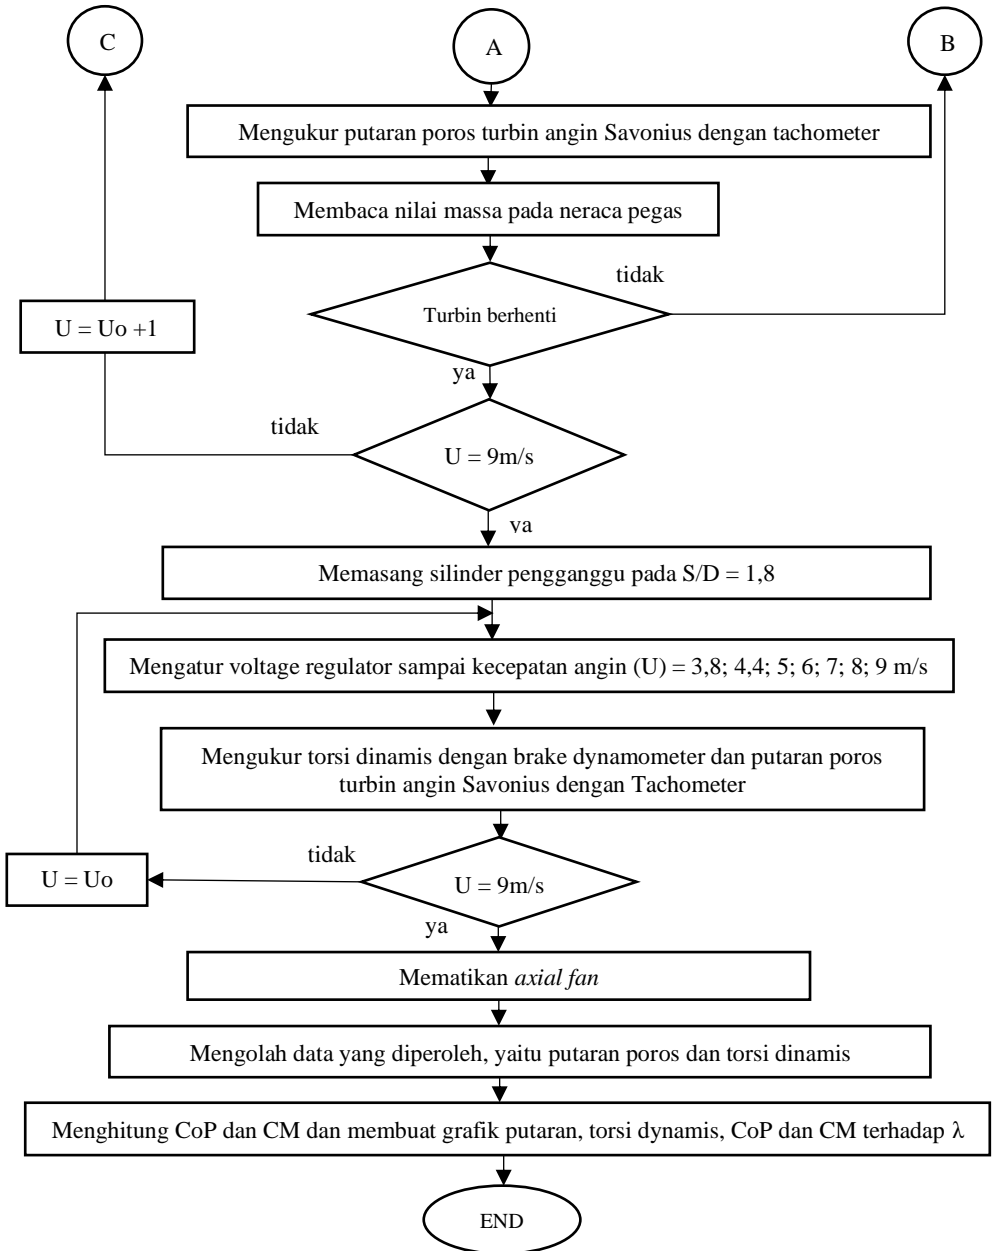 C
A
B
Mengukur putaran poros turbin angin Savonius dengan tachometer
Membaca nilai massa pada neraca pegas
tidak
Turbin berhenti
U = Uo +1
ya
tidak
U = 9m/s
ya
Memasang silinder pengganggu pada S/D = 1,8
Mengatur voltage regulator sampai kecepatan angin (U) = 3,8; 4,4; 5; 6; 7; 8; 9 m/s
Mengukur torsi dinamis dengan brake dynamometer dan putaran poros
turbin angin Savonius dengan Tachometer
tidak
U = Uo
U = 9m/s
ya
Mematikan axial fan
Mengolah data yang diperoleh, yaitu putaran poros dan torsi dinamis
Menghitung CoP dan CM dan membuat grafik putaran, torsi dynamis, CoP dan CM terhadap λ
END